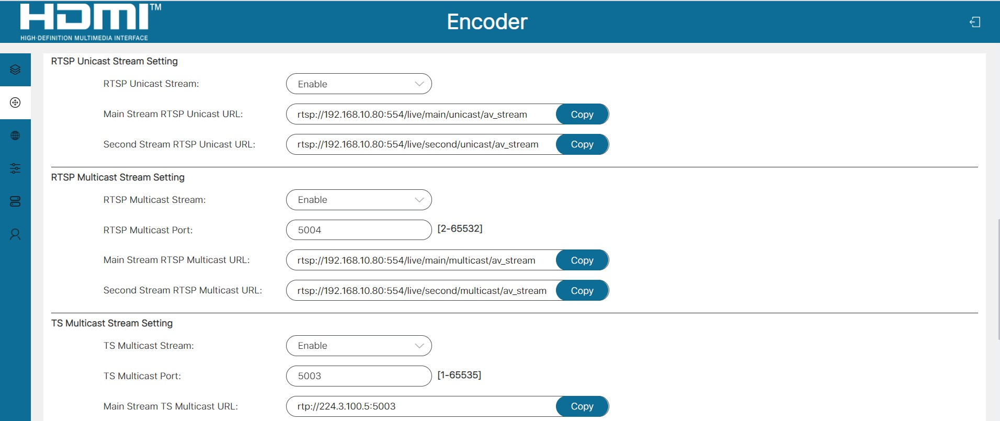 HDMI™
HIGH-DEFINITION MULTIMEDIA INTERFACE
Encoder
RTSP Unicast Stream Setting
RTSP Unicast Stream: Enable
Main Stream RTSP Unicast URL: rtsp://192.168.10.80:554/live/main/unicast/av_stream Copy
Second Stream RTSP Unicast URL: rtsp://192.168.10.80:554/live/second/unicast/av_stream Copy
RTSP Multicast Stream Setting
RTSP Multicast Stream: Enable
RTSP Multicast Port: 5004 [2-65532]
Main Stream RTSP Multicast URL: rtsp://192.168.10.80:554/live/main/multicast/av_stream Copy
Second Stream RTSP Multicast URL: rtsp://192.168.10.80:554/live/second/multicast/av_stream Copy
TS Multicast Stream Setting
TS Multicast Stream: Enable
TS Multicast Port: 5003 [1-65535]
Main Stream TS Multicast URL: rtp://224.3.100.5:5003 Copy